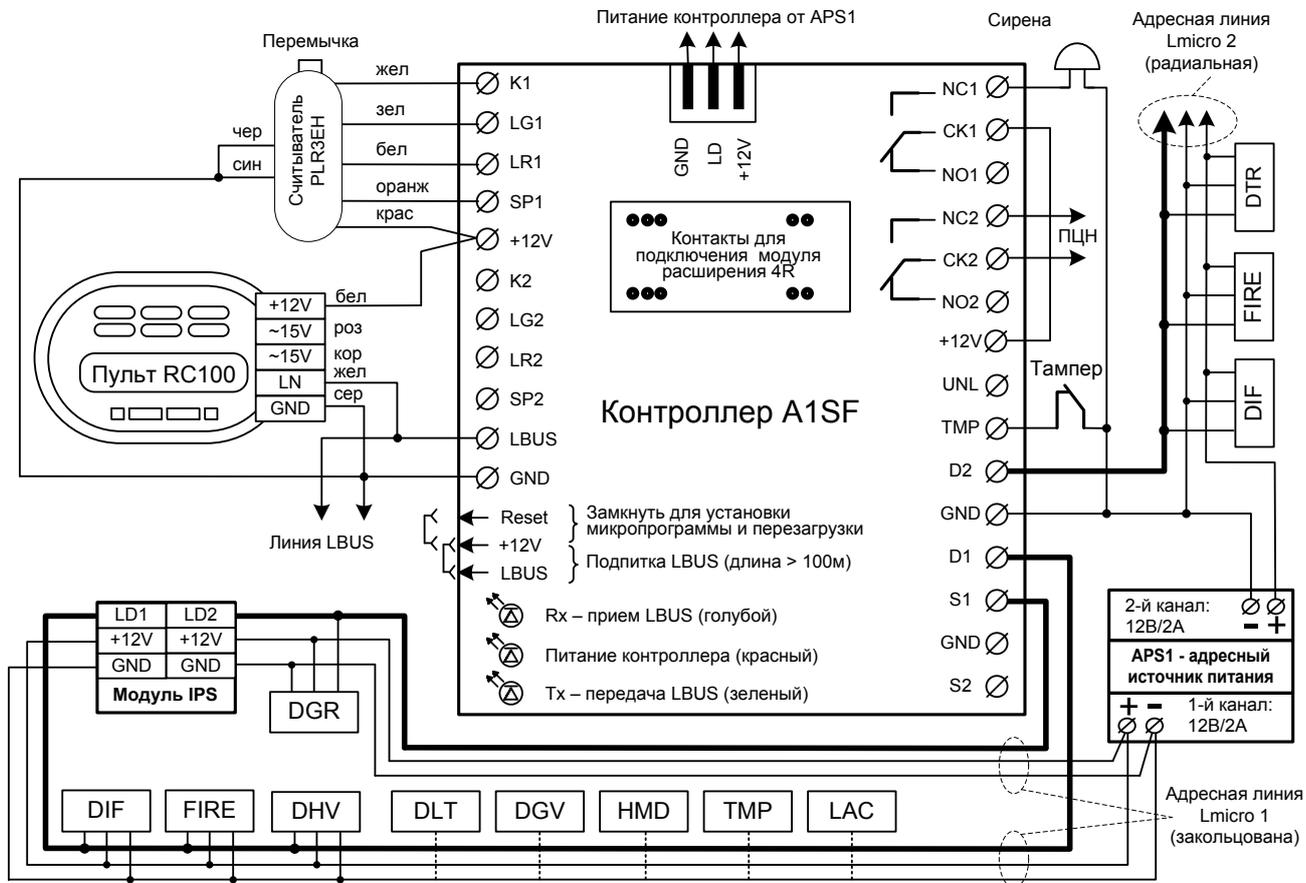 Питание контроллера от APS1
Сирена
Адресная линия
Lmicro 2
(радиальная)
Перемычка
Считыватель
PLR3EH
жел
зел
бел
оранж
крас
чер
син
K1
LG1
LR1
SP1
+12V
K2
LG2
LR2
SP2
LBUS
GND
GND
LD
+12V
Контакты для
подключения модуля
расширения 4R
NC1
CK1
NO1
NC2
CK2
NO2
+12V
UNL
TMP
D2
GND
D1
S1
GND
S2
ПЦН
Тампер
DTR
FIRE
DIF
Пульт RC100
+12V
~15V
~15V
LN
GND
бел
роз
кор
жел
сер
Контроллер A1SF
Линия LBUS
Reset
+12V
LBUS
Замкнуть для установки
микропрограммы и перезагрузки
Подпитка LBUS (длина > 100м)
Rx – прием LBUS (голубой)
Питание контроллера (красный)
Tx – передача LBUS (зеленый)
LD1 LD2
+12V +12V
GND GND
Модуль IPS
DGR
2-й канал:
12В/2А
– +
APS1 - адресный
источник питания
+ –
1-й канал:
12В/2А
DIF
FIRE
DHV
DLT
DGV
HMD
TMP
LAC
Адресная линия
Lmicro 1
(закольцована)